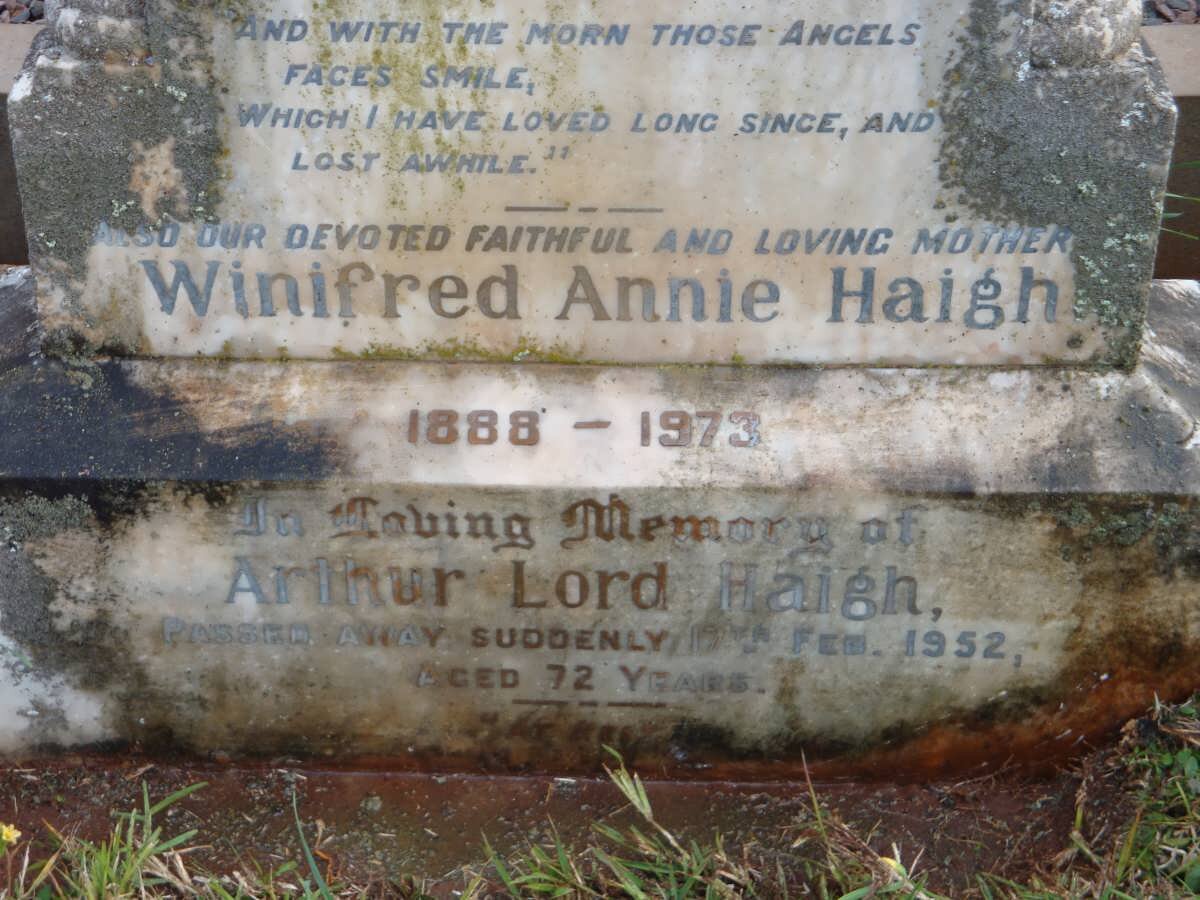 And with the morn those Angels
faces smile,
Which I have loved long since, and
lost awhile."
Also our devoted faithful and loving mother
Winifred Annie Haigh
1888 - 1973
In Loving Memory of
Arthur Lord Haigh,
Passed away suddenly 17th Feb. 1952,
Aged 72 Years.